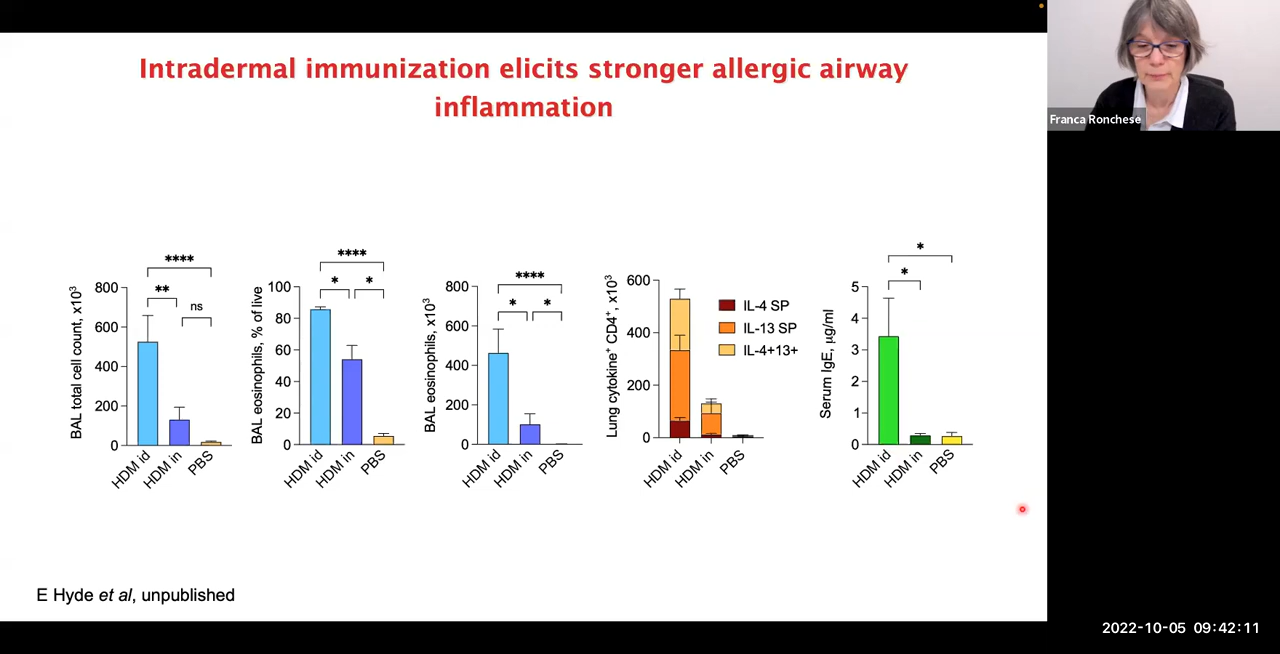 Intradermal immunization elicits stronger allergic airway
inflammation
Franca Ronchese
BAL total cell count, x10³
800
600
400
200
0
****
**
ns
HDM id
HDM in
PBS
BAL eosinophils, % of live
100
80
60
40
20
0
****
*
*
HDM id
HDM in
PBS
BAL eosinophils, x10³
800
600
400
200
0
****
*
*
HDM id
HDM in
PBS
Lung cytokine⁺ CD4⁺, x10³
600
400
200
0
IL-4 SP
IL-13 SP
IL-4+13+
HDM id
HDM in
PBS
Serum IgE, µg/ml
5
4
3
2
1
0
*
*
HDM id
HDM in
PBS
E Hyde et al, unpublished
2022-10-05 09:42:11